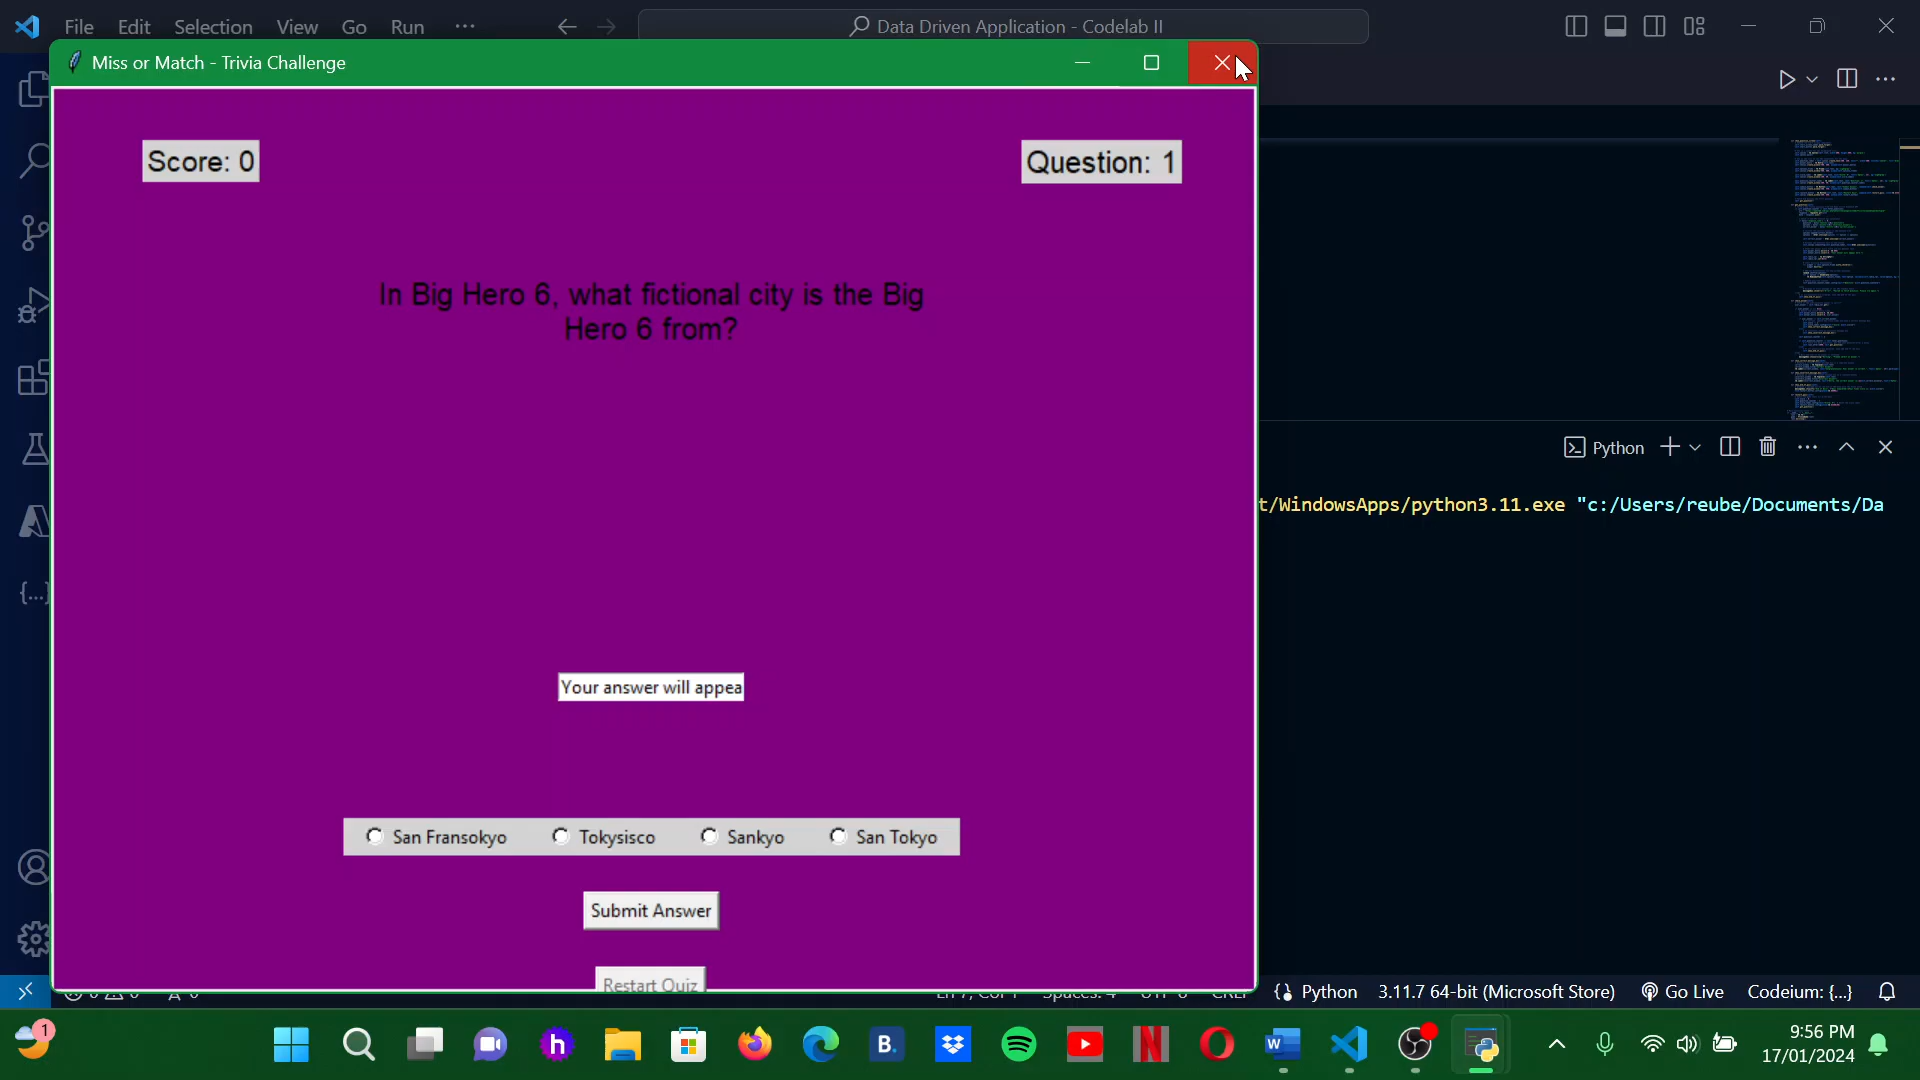 File Edit Selection View Go Run ...
Data Driven Application - Codelab II
Miss or Match - Trivia Challenge
Score: 0
Question: 1
In Big Hero 6, what fictional city is the Big
Hero 6 from?
Python
t/WindowsApps/python3.11.exe "c:/Users/reube/Documents/Da
Your answer will appea
San Fransokyo Tokysisco Sankyo San Tokyo
Submit Answer
Restart Quiz
Python 3.11.7 64-bit (Microsoft Store) Go Live Codeium: {...}
1
h
B.
N
W
9:56 PM
17/01/2024